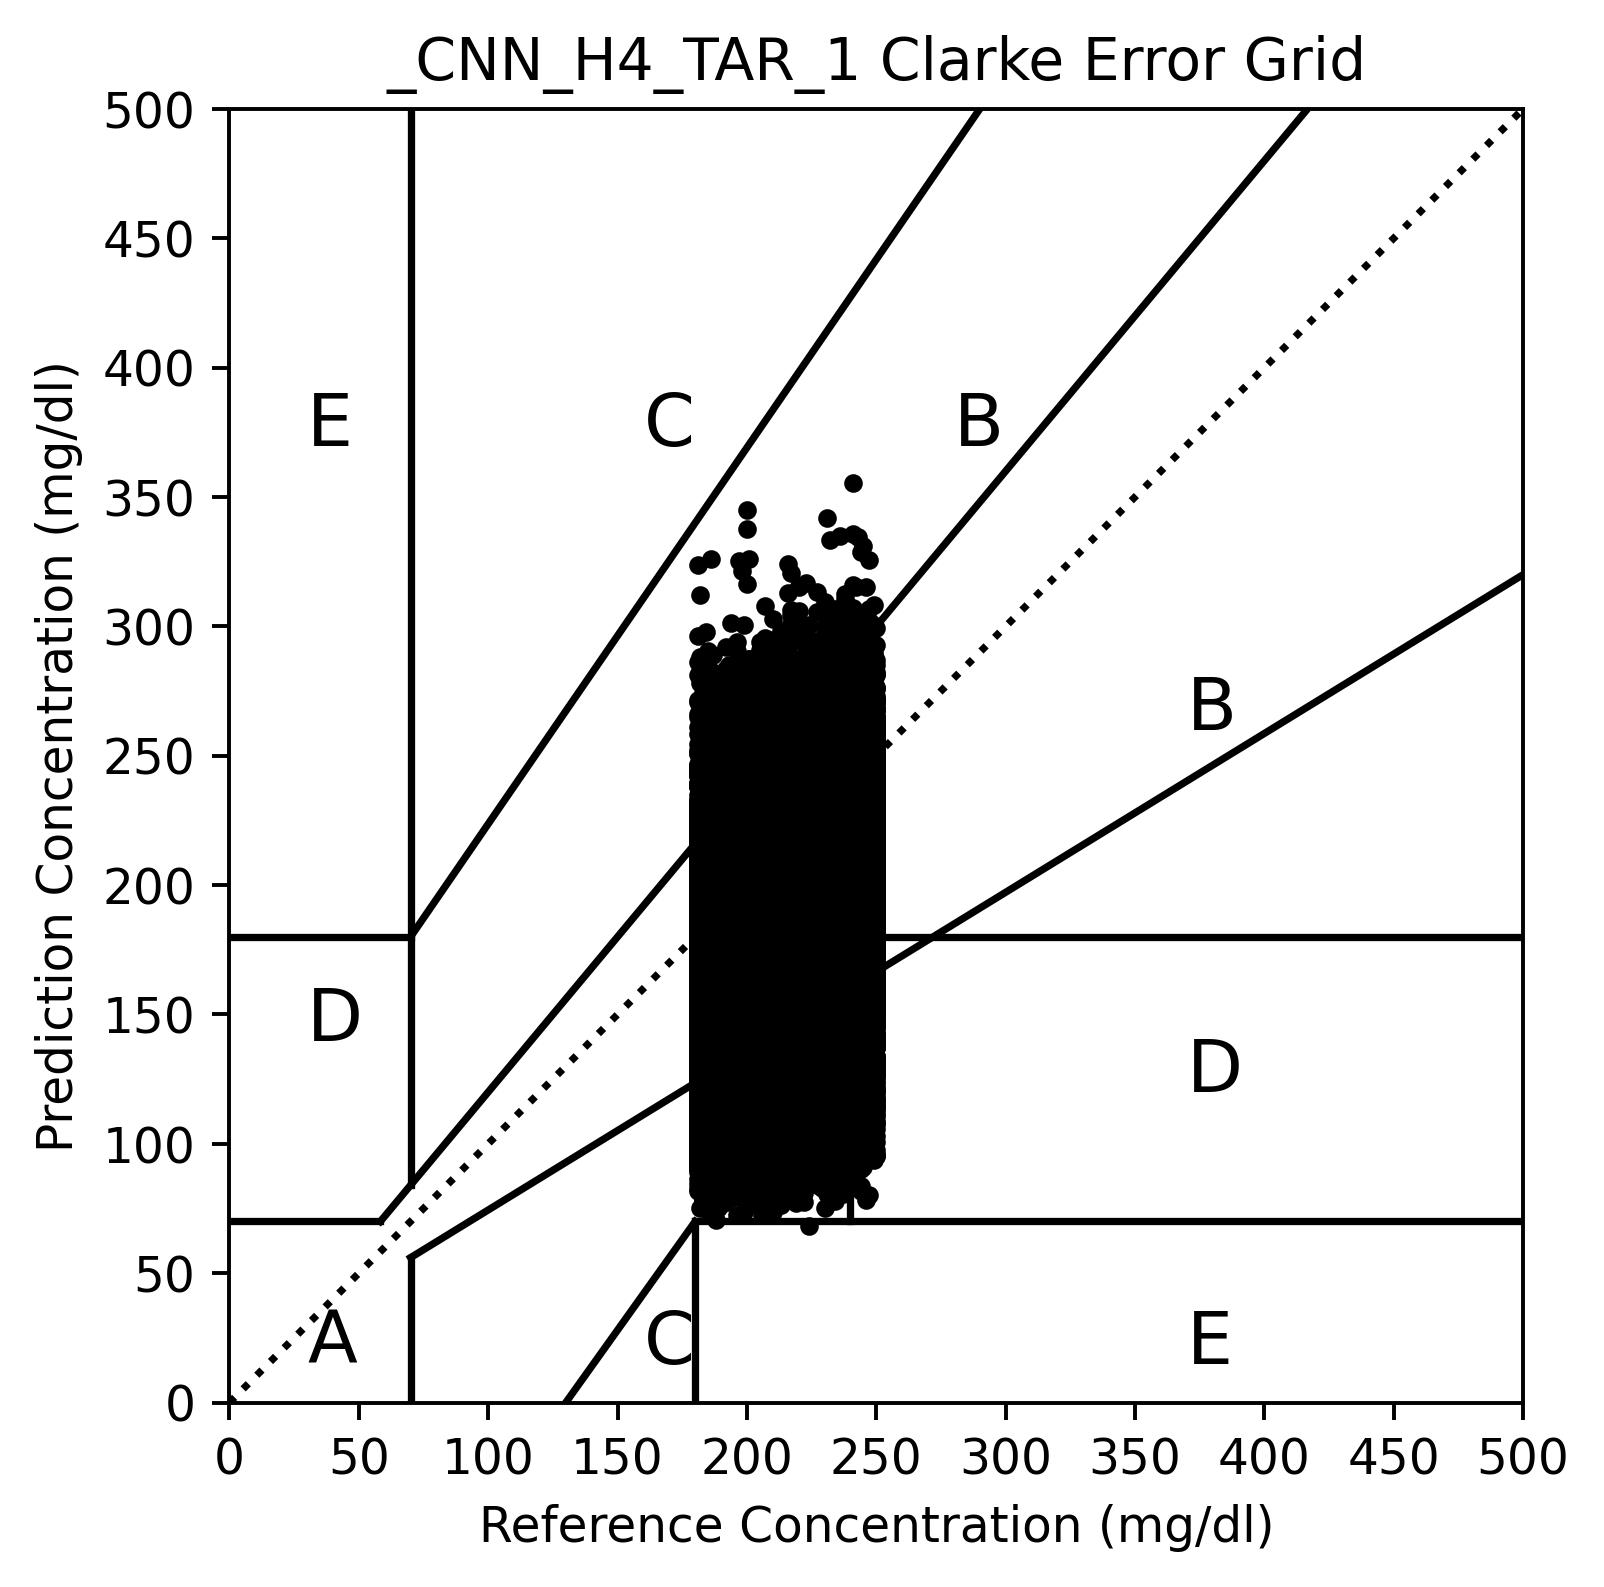 _CNN_H4_TAR_1 Clarke Error Grid
Prediction Concentration (mg/dl)
500
450
400
350
300
250
200
150
100
50
0
E
C
B
B
D
D
A
C
E
0 50 100 150 200 250 300 350 400 450 500
Reference Concentration (mg/dl)